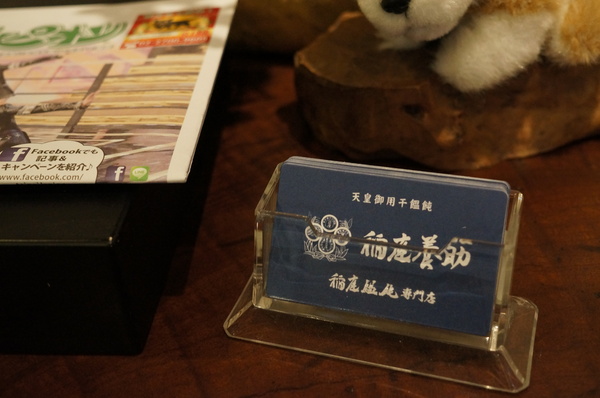 Facebookでも
記事&
キャンペーンを紹介♪
www.facebook.com/
天皇御用干饂飩
稲庭養助
稲庭饂飩専門店